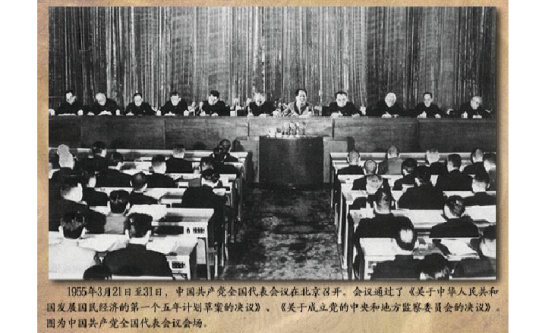 1955年3月21日至31日，中国共产党全国代表会议在北京召开。会议通过了《关于中华人民共和
国发展国民经济的第一个五年计划草案的决议》、《关于成立党的中央和地方监察委员会的决议》。
图为中国共产党全国代表会议会场。